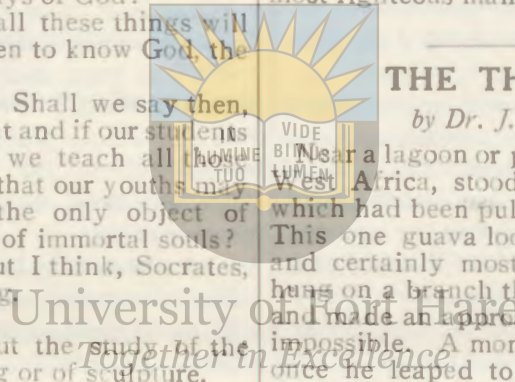 all these things will
en to know God, the
Shall we say then,
t and if our students
we teach all those
that our youths may
the only object of
of immortal souls?
ut I think, Socrates,
g.
ut the study of the
g or of sculpture.
THE TH
by Dr. J.
Near a lagoon or p
West Africa, stood
which had been pul
This one guava loo
and certainly most
hung on a branch th
and made an appro
impossible. A mor
once he leaped to
IN
LUMINE
TUO
VIDE
BIMUS
LUMEN
University of Fort Hare
Together in Excellence